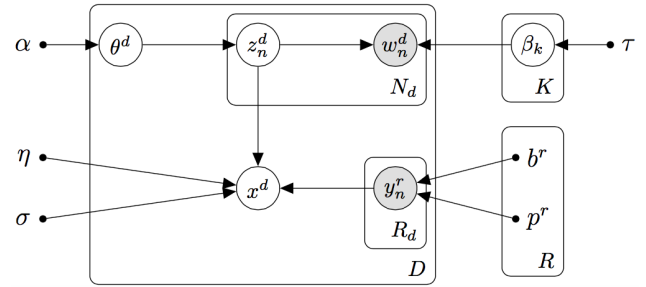 α θ^d z_n^d w_n^d β_k τ
N_d K
η b^r
x^d y_n^r
σ R_d p^r
D R